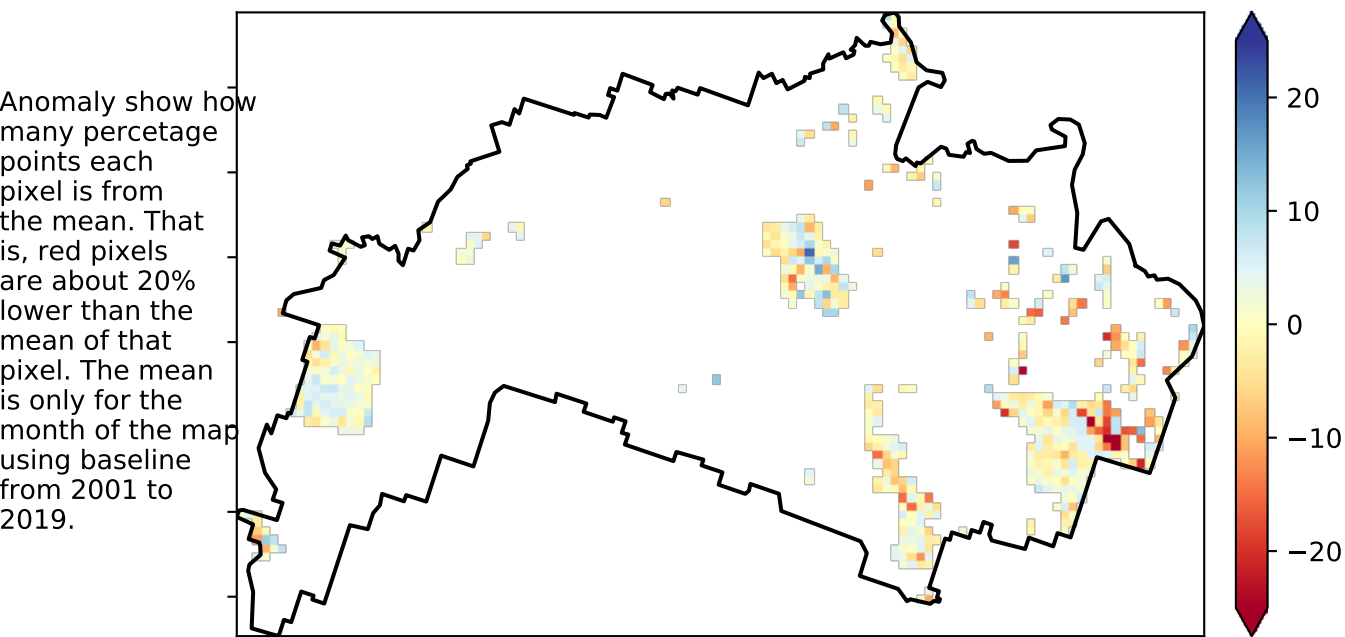 Anomaly show how
many percetage
points each
pixel is from
the mean. That
is, red pixels
are about 20%
lower than the
mean of that
pixel. The mean
is only for the
month of the map
using baseline
from 2001 to
2019.
20
10
0
−10
−20